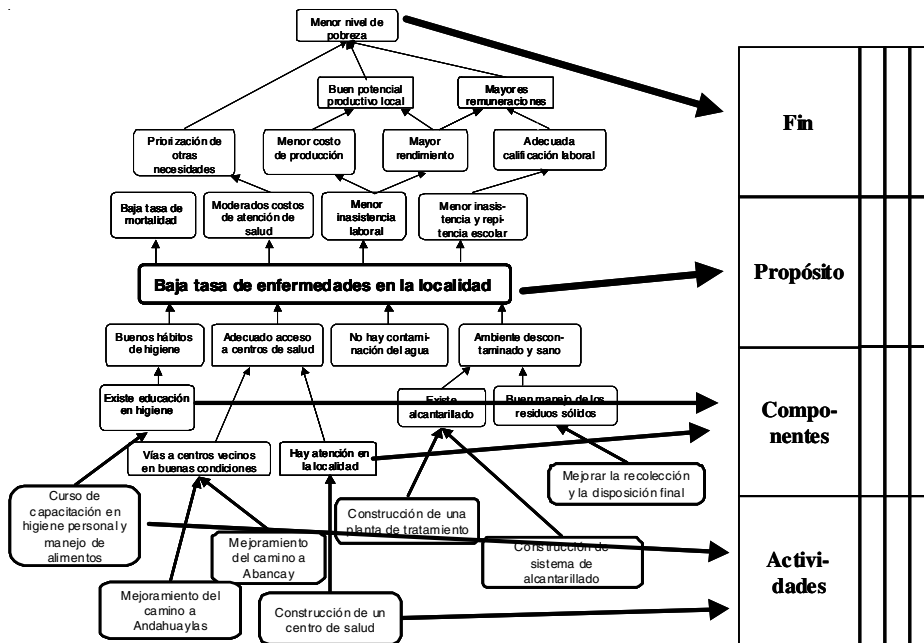 Menor nivel de
pobreza
Buen potencial
productivo local
Mayores
remuneraciones
Priorización de
otras
necesidades
Menor costo
de producción
Mayor
rendimiento
Adecuada
calificación laboral
Baja tasa de
mortalidad
Moderados costos
de atención de
salud
Menor
inasistencia
laboral
Menor inasis-
tencia y repi-
tencia escolar
Baja tasa de enfermedades en la localidad
Buenos hábitos
de higiene
Adecuado acceso
a centros de salud
No hay contami-
nación del agua
Ambiente descon-
taminado y sano
Existe educación
en higiene
Existe
alcantarillado
Buen manejo de los
residuos sólidos
Vías a centros vecinos
en buenas condiciones
Hay atención en
la localidad
Mejorar la recolección
y la disposición final
Curso de
capacitación en
higiene personal y
manejo de
alimentos
Construcción de una
planta de tratamiento
Mejoramiento
del camino a
Abancay
Construcción de
sistema de
alcantarillado
Mejoramiento del
camino a
Andahuaylas
Construcción de un
centro de salud
Fin
Propósito
Compo-
nentes
Activi-
dades